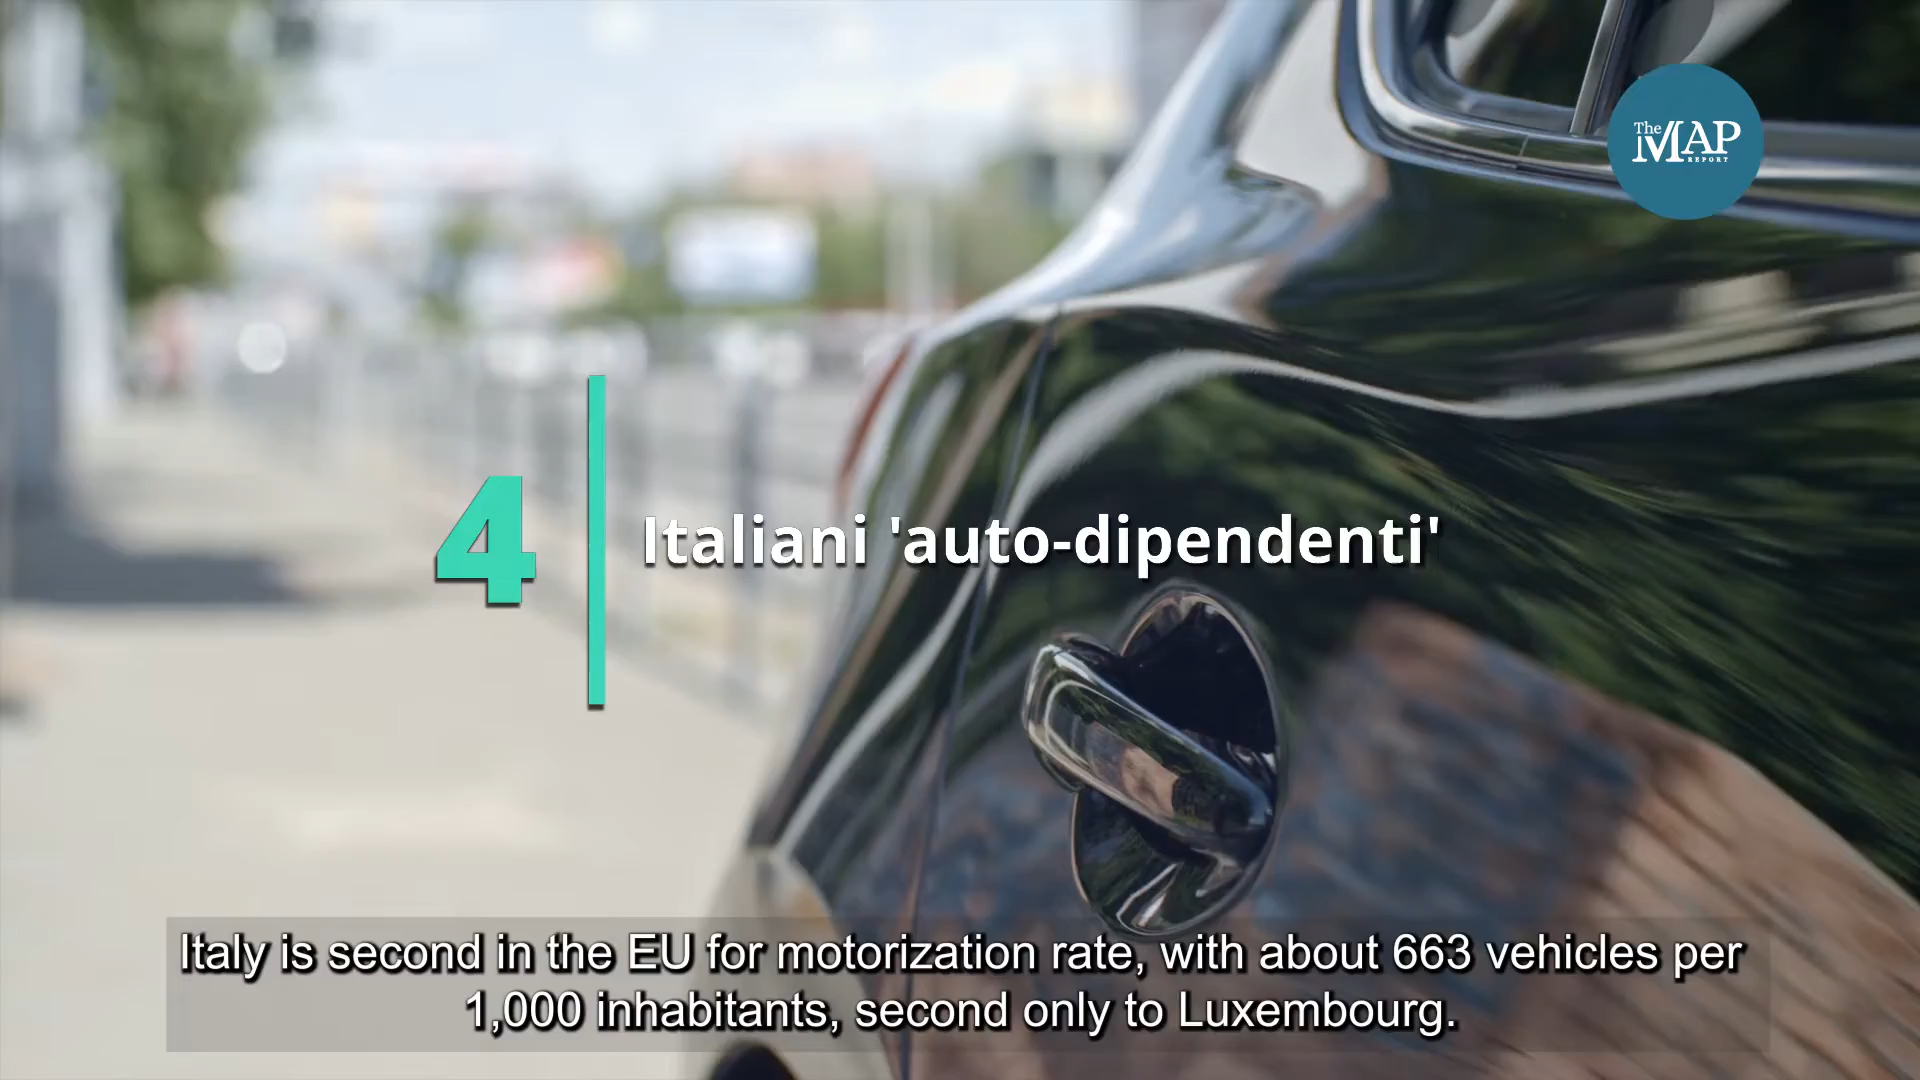 The
MAP
REPORT
4
Italiani 'auto-dipendenti'
Italy is second in the EU for motorization rate, with about 663 vehicles per
1,000 inhabitants, second only to Luxembourg.